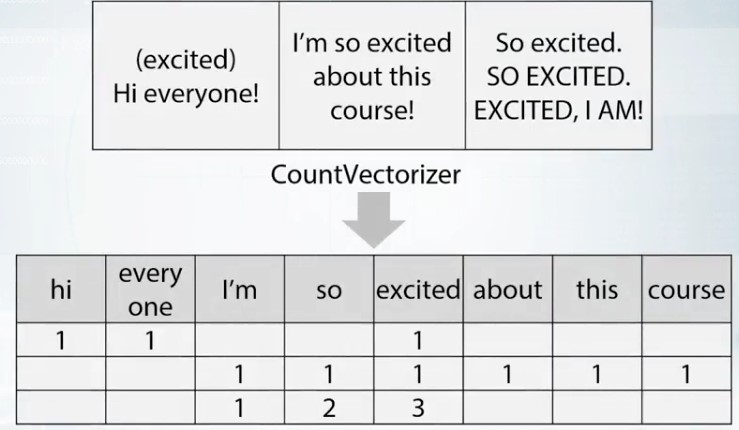 (excited)
Hi everyone!
I'm so excited
about this
course!
So excited.
SO EXCITED.
EXCITED, I AM!
CountVectorizer
hi every one I'm so excited about this course
1 1 1
1 1 1 1 1 1
1 2 3